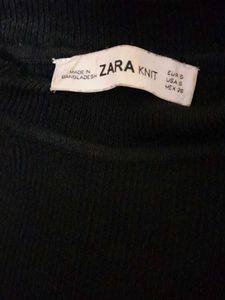 MADE IN
BANGLADESH
ZARA KNIT
EUR S
USA S
MEX 26